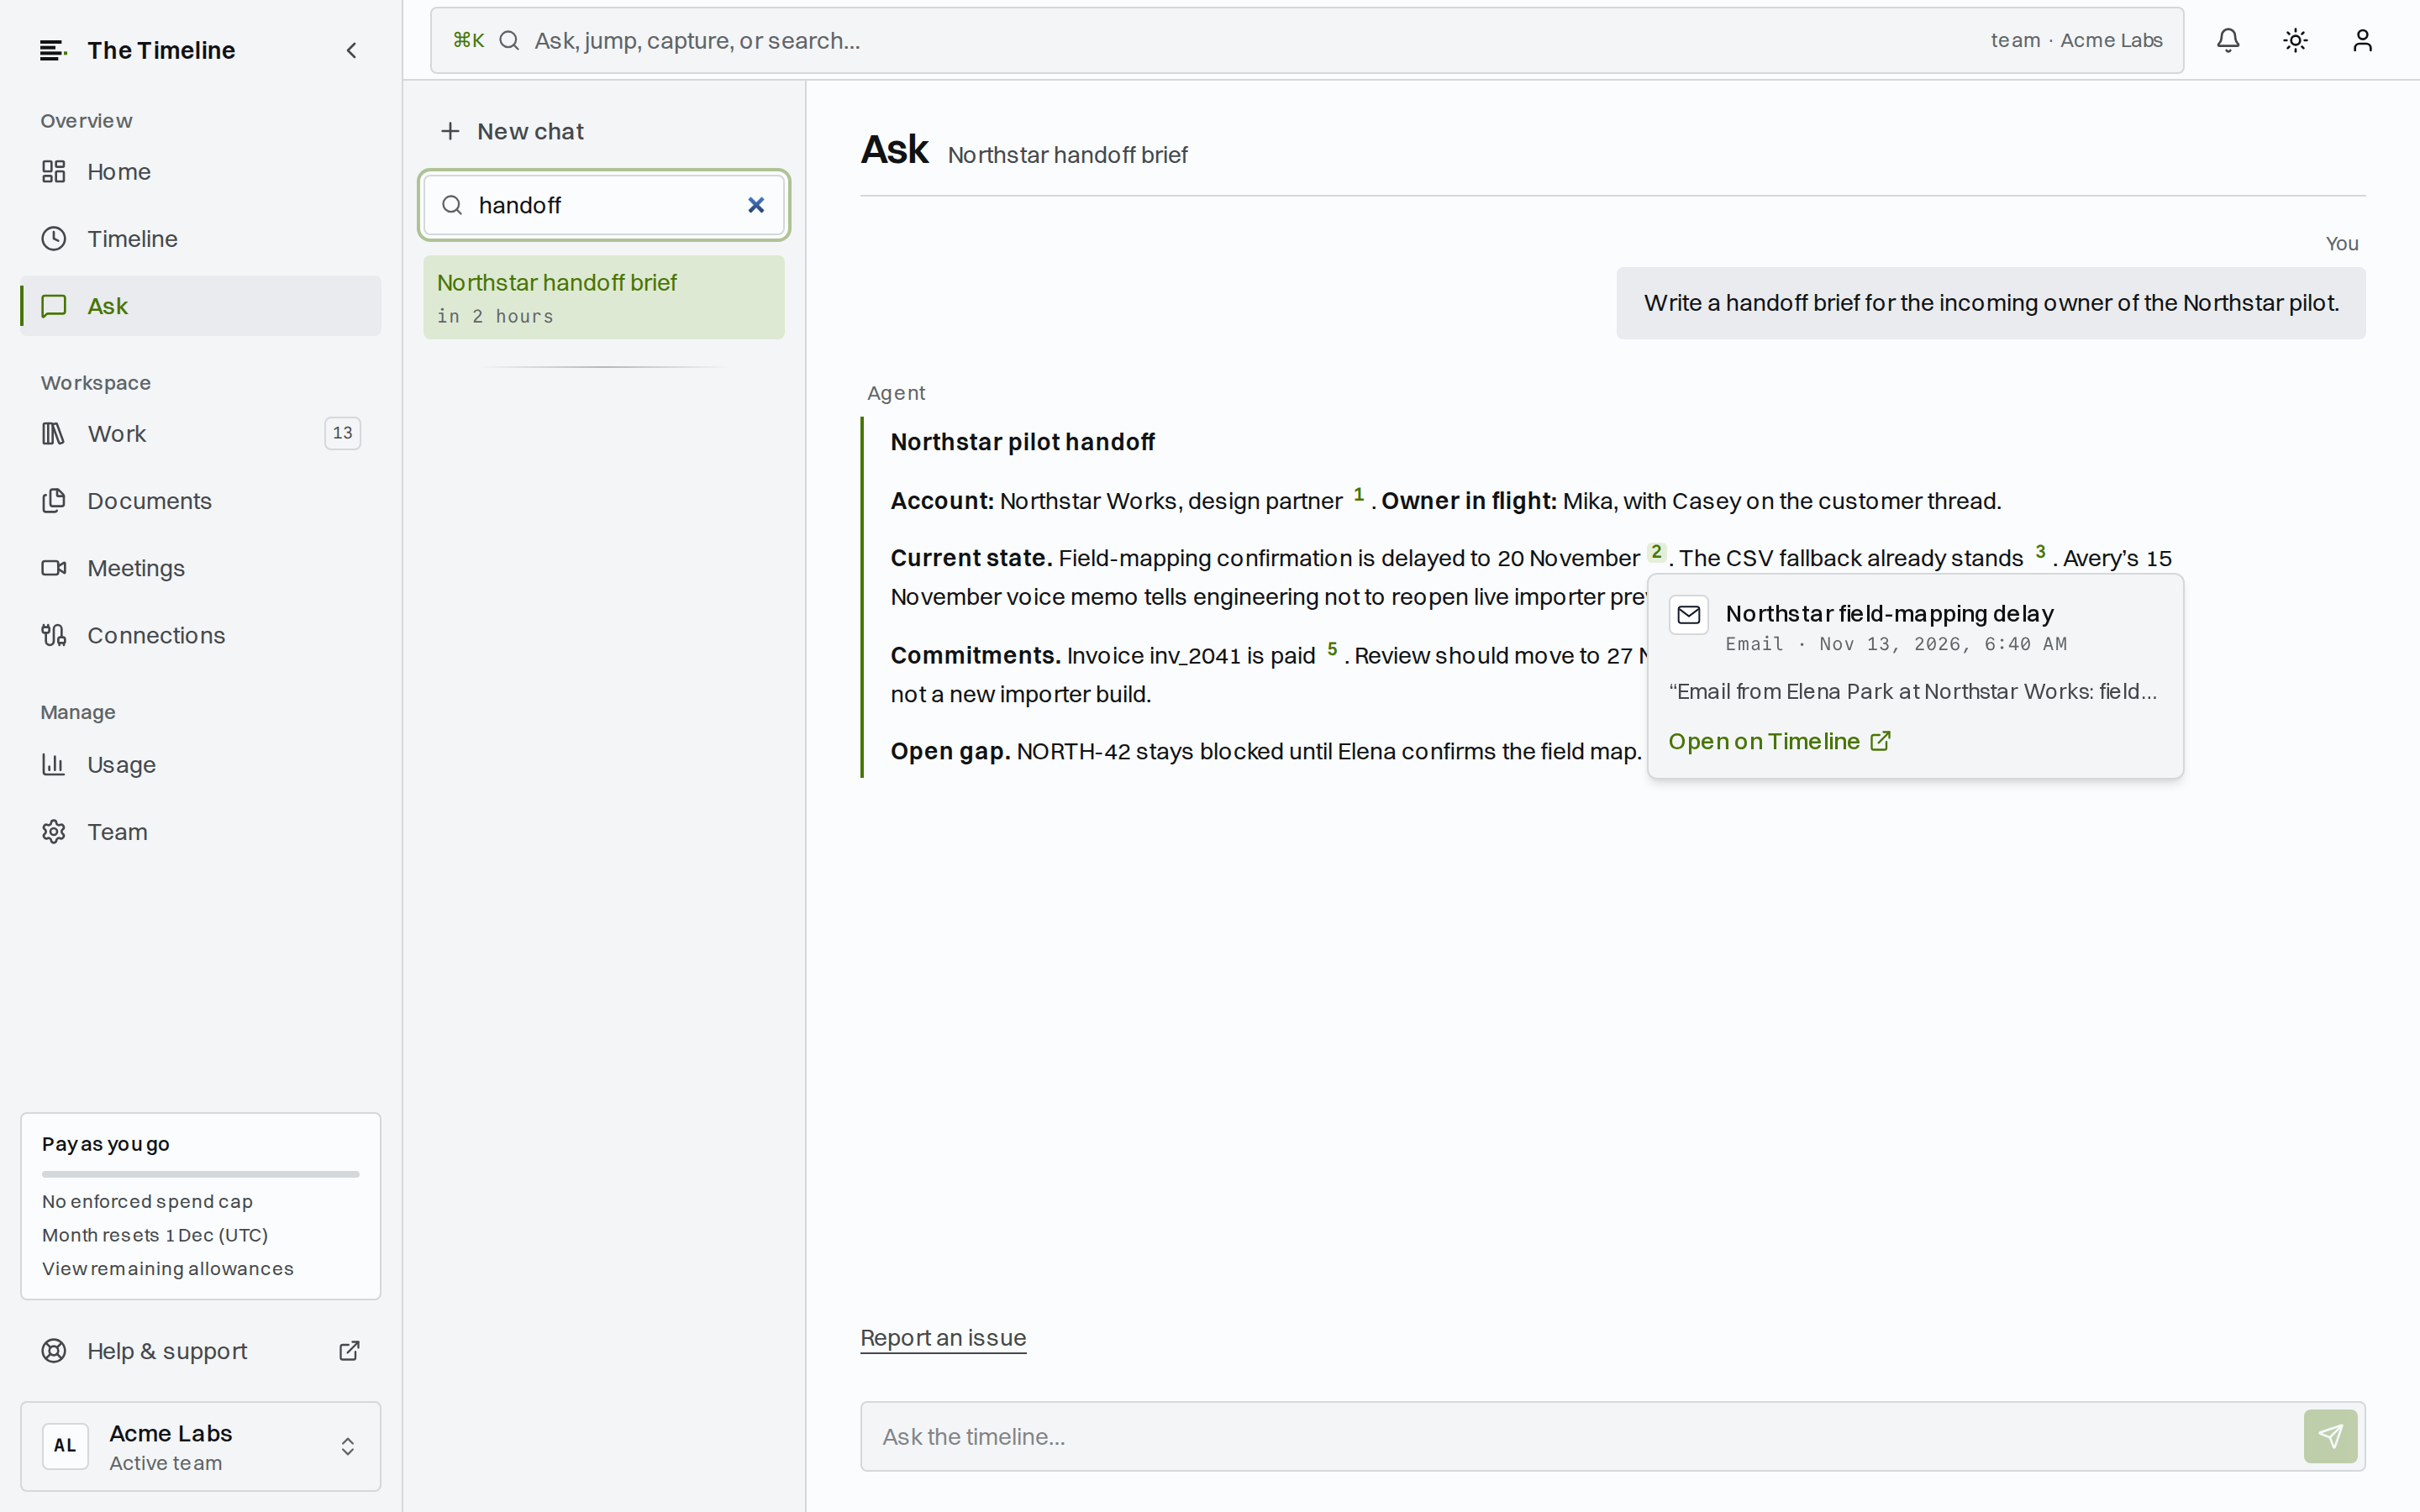 The Timeline
Overview
Home
Timeline
Ask
Workspace
Work 13
Documents
Meetings
Connections
Manage
Usage
Team
Pay as you go
No enforced spend cap
Month resets 1 Dec (UTC)
View remaining allowances
Help & support
AL
Acme Labs
Active team
⌘K Ask, jump, capture, or search... team · Acme Labs
New chat
handoff
Northstar handoff brief
in 2 hours
Ask Northstar handoff brief
You
Write a handoff brief for the incoming owner of the Northstar pilot.
Agent
Northstar pilot handoff
Account: Northstar Works, design partner 1 . Owner in flight: Mika, with Casey on the customer thread.
Current state. Field-mapping confirmation is delayed to 20 November 2 . The CSV fallback already stands 3 . Avery's 15
November voice memo tells engineering not to reopen live importer
Commitments. Invoice inv_2041 is paid 5 . Review should move to 27
not a new importer build.
Open gap. NORTH-42 stays blocked until Elena confirms the field map.
Northstar field-mapping delay
Email · Nov 13, 2026, 6:40 AM
“Email from Elena Park at Northstar Works: field...
Open on Timeline
Report an issue
Ask the timeline...